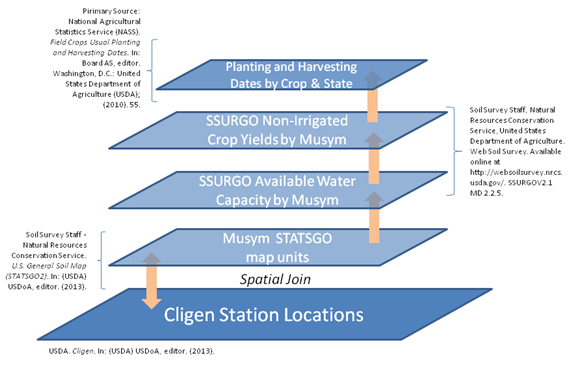 Pirimary Source:
National Agricultural
Statistics Service (NASS).
Field Crops Usual Planting
and Harvesting Dates. In:
Board AS, editor.
Washington, D.C.: United
States Department of
Agriculture (USDA);
(2010). 55.
Planting and Harvesting
Dates by Crop & State
SSURGO Non-Irrigated
Crop Yields by Musym
SSURGO Available Water
Capacity by Musym
Soil Survey Staff, Natural
Resources Conservation
Service, United States
Department of Agriculture.
Web Soil Survey. Available
online at
http://websoilsurvey.nrcs.
usda.gov/. SSURGOV2.1
MD 2.2.5.
Soil Survey Staff -
Natural Resources
Conservation Service.
U.S. General Soil Map
(STATSGO2). In: (USDA)
USDoA, editor. (2013).
Musym STATSGO
map units
Spatial Join
Cligen Station Locations
USDA. Cligen. In: (USDA) USDoA, editor. (2013).